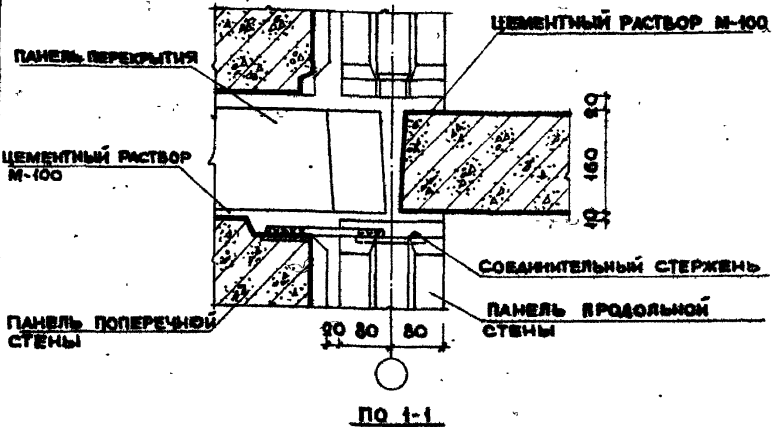 ЦЕМЕНТНЫЙ РАСТВОР М-100
ПАНЕЛЬ ПЕРЕКРЫТИЯ
ЦЕМЕНТНЫЙ РАСТВОР
М-100
20
160
10
СОЕДИНИТЕЛЬНЫЙ СТЕРЖЕНЬ
ПАНЕЛЬ ПРОДОЛЬНОЙ
СТЕНЫ
ПАНЕЛЬ ПОПЕРЕЧНОЙ
СТЕНЫ
20 80 80
ПО 1-1